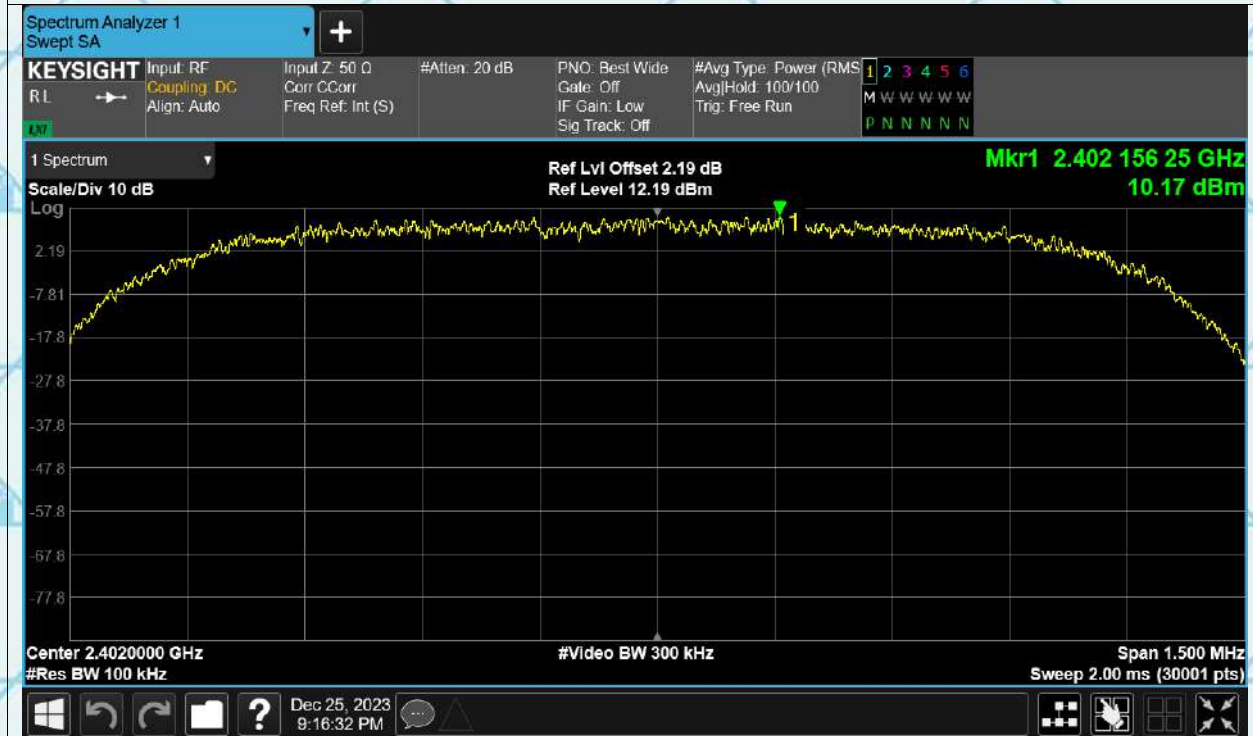 Spectrum Analyzer 1
Swept SA
+
KEYSIGHT
RL
LXI
Input: RF
Coupling: DC
Align: Auto
Input Z: 50 Ω
Corr CCorr
Freq Ref: Int (S)
#Atten: 20 dB
PNO: Best Wide
Gate: Off
IF Gain: Low
Sig Track: Off
#Avg Type: Power (RMS
Avg|Hold: 100/100
Trig: Free Run
1 2 3 4 5 6
M W W W W W
P N N N N N
1 Spectrum
Scale/Div 10 dB
Ref Lvl Offset 2.19 dB
Ref Level 12.19 dBm
Mkr1 2.402 156 25 GHz
10.17 dBm
Log
1
2.19
-7.81
-17.8
-27.8
-37.8
-47.8
-57.8
-67.8
-77.8
Center 2.4020000 GHz
#Res BW 100 kHz
#Video BW 300 kHz
Span 1.500 MHz
Sweep 2.00 ms (30001 pts)
?
Dec 25, 2023
9:16:32 PM